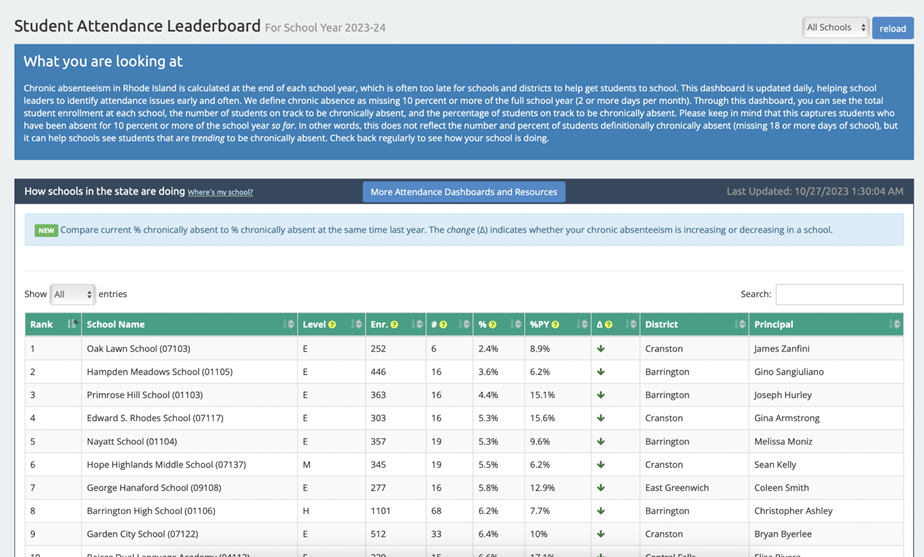 Student Attendance Leaderboard For School Year 2023-24
All Schools reload
What you are looking at
Chronic absenteeism in Rhode Island is calculated at the end of each school year, which is often too late for schools and districts to help get students to school. This dashboard is updated daily, helping school
leaders to identify attendance issues early and often. We define chronic absence as missing 10 percent or more of the full school year (2 or more days per month). Through this dashboard, you can see the total
student enrollment at each school, the number of students on track to be chronically absent, and the percentage of students on track to be chronically absent. Please keep in mind that this captures students who
have been absent for 10 percent or more of the school year so far. In other words, this does not reflect the number and percent of students definitionally chronically absent (missing 18 or more days of school), but
it can help schools see students that are trending to be chronically absent. Check back regularly to see how your school is doing.
How schools in the state are doing Where's my school? More Attendance Dashboards and Resources Last Updated: 10/27/2023 1:30:04 AM
NEW Compare current % chronically absent to % chronically absent at the same time last year. The change (Δ) indicates whether your chronic absenteeism is increasing or decreasing in a school.
Show All entries Search:
Rank School Name Level ? Enr. ? # ? % ? %PY ? Δ ? District Principal
1 Oak Lawn School (07103) E 252 6 2.4% 8.9% Cranston James Zanfini
2 Hampden Meadows School (01105) E 446 16 3.6% 6.2% Barrington Gino Sangiuliano
3 Primrose Hill School (01103) E 363 16 4.4% 15.1% Barrington Joseph Hurley
4 Edward S. Rhodes School (07117) E 303 16 5.3% 15.6% Cranston Gina Armstrong
5 Nayatt School (01104) E 357 19 5.3% 9.6% Barrington Melissa Moniz
6 Hope Highlands Middle School (07137) M 345 19 5.5% 6.2% Cranston Sean Kelly
7 George Hanaford School (09108) E 277 16 5.8% 12.9% East Greenwich Coleen Smith
8 Barrington High School (01106) H 1101 68 6.2% 7.7% Barrington Christopher Ashley
9 Garden City School (07122) E 512 33 6.4% 10% Cranston Bryan Byerlee